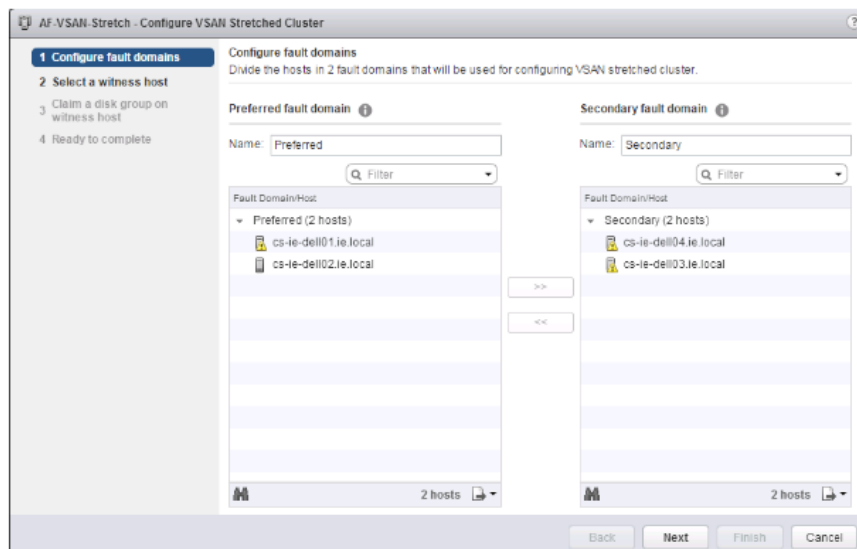 AF-VSAN-Stretch - Configure VSAN Stretched Cluster
?
1 Configure fault domains
2 Select a witness host
3 Claim a disk group on
witness host
4 Ready to complete
Configure fault domains
Divide the hosts in 2 fault domains that will be used for configuring VSAN stretched cluster.
Preferred fault domain
Name: Preferred
Filter
Fault Domain/Host
Preferred (2 hosts)
cs-ie-dell01.ie.local
cs-ie-dell02.ie.local
2 hosts
>>
<<
Secondary fault domain
Name: Secondary
Filter
Fault Domain/Host
Secondary (2 hosts)
cs-ie-dell04.ie.local
cs-ie-dell03.ie.local
2 hosts
Back
Next
Finish
Cancel